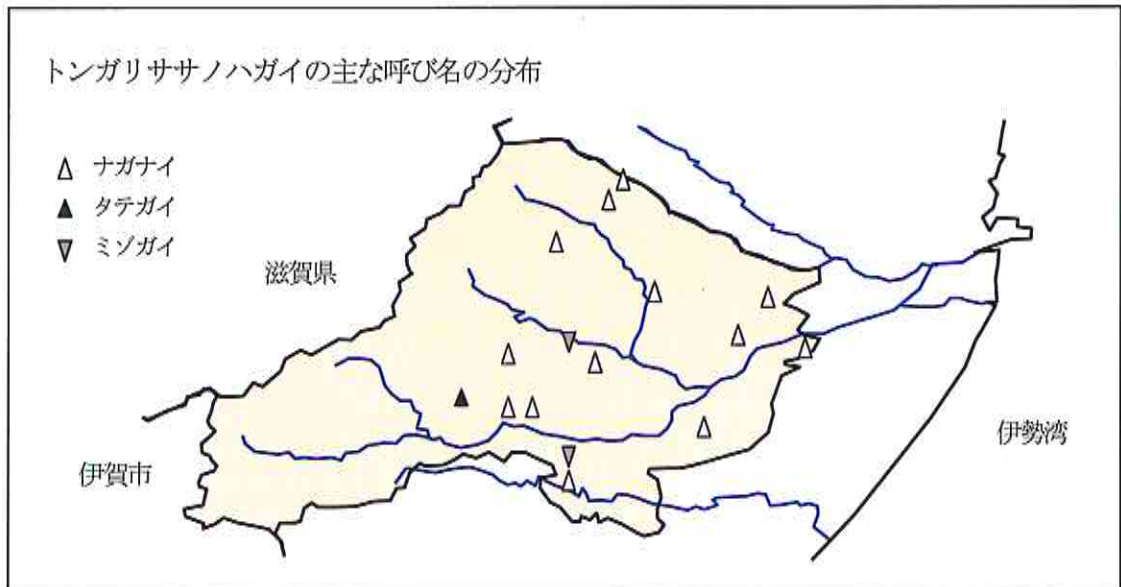 トンガリササノハガイの主な呼び名の分布
ナガナイ
タテガイ
ミゾガイ
滋賀県
伊賀市
伊勢湾